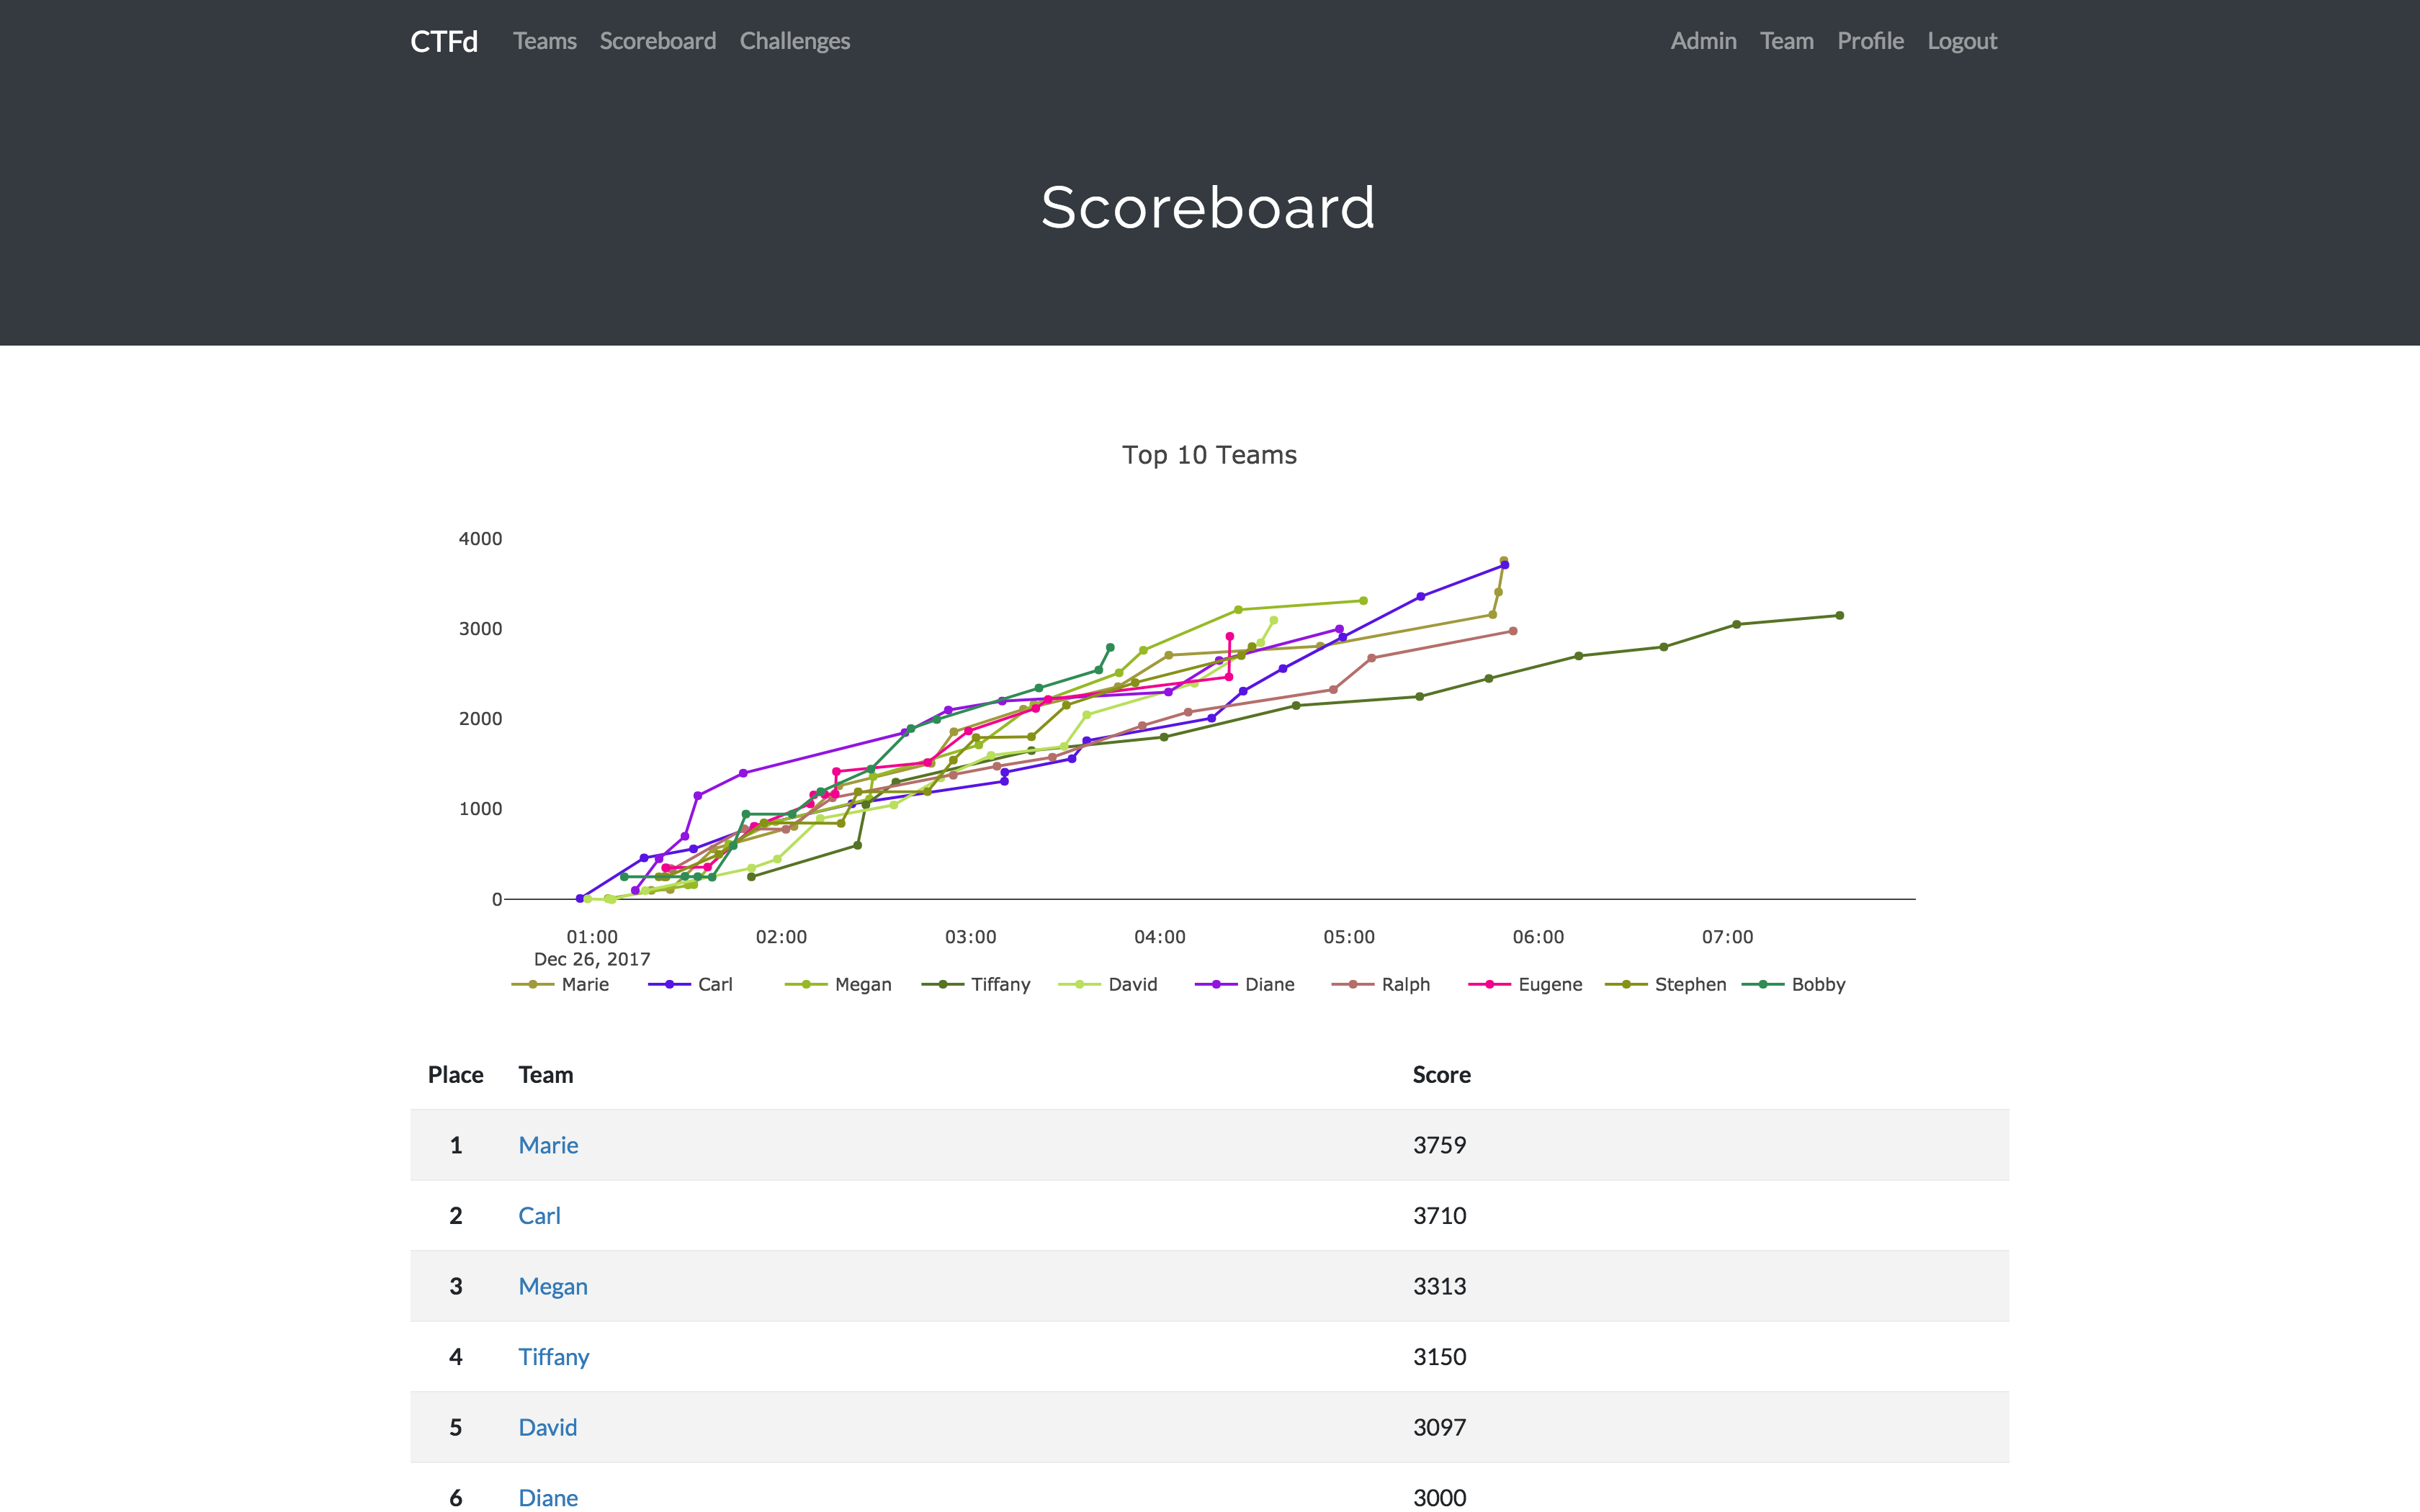 CTFd Teams Scoreboard Challenges Admin Team Profile Logout
Scoreboard
Top 10 Teams
4000
3000
2000
1000
0
01:00 02:00 03:00 04:00 05:00 06:00 07:00
Dec 26, 2017
Marie Carl Megan Tiffany David Diane Ralph Eugene Stephen Bobby
Place Team Score
1 Marie 3759
2 Carl 3710
3 Megan 3313
4 Tiffany 3150
5 David 3097
6 Diane 3000